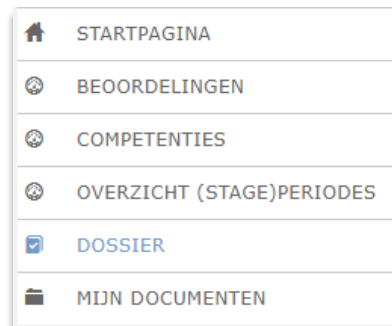 STARTPAGINA
BEOORDELINGEN
COMPETENTIES
OVERZICHT (STAGE)PERIODES
DOSSIER
MIJN DOCUMENTEN